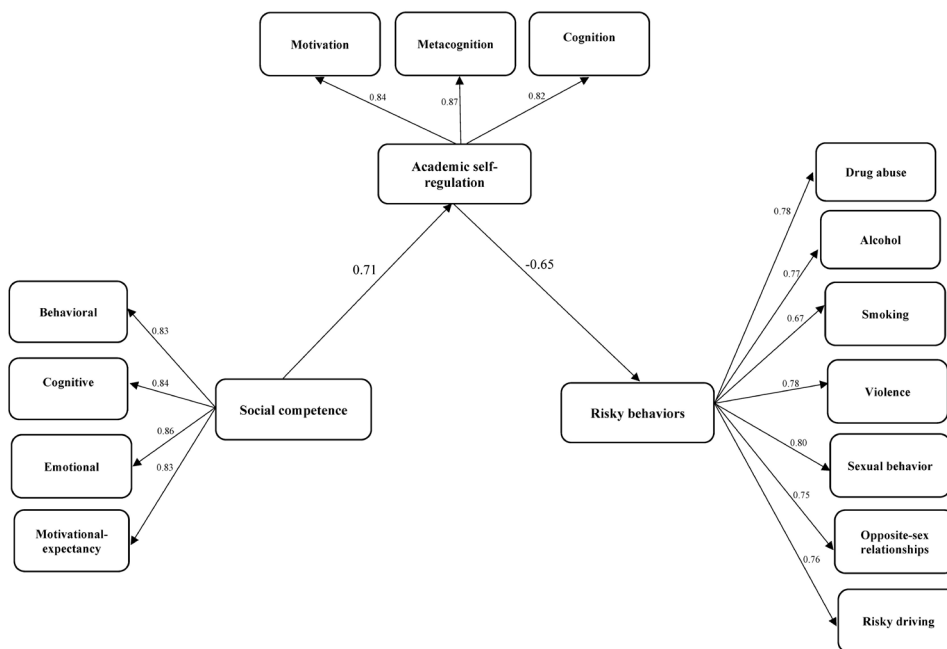 Motivation
Metacognition
Cognition
0.84
0.87
0.82
Academic self-
regulation
0.71
-0.65
Behavioral
Cognitive
Emotional
Motivational-
expectancy
0.83
0.84
0.86
0.83
Social competence
Risky behaviors
0.78
0.77
0.67
0.78
0.80
0.75
0.76
Drug abuse
Alcohol
Smoking
Violence
Sexual behavior
Opposite-sex
relationships
Risky driving